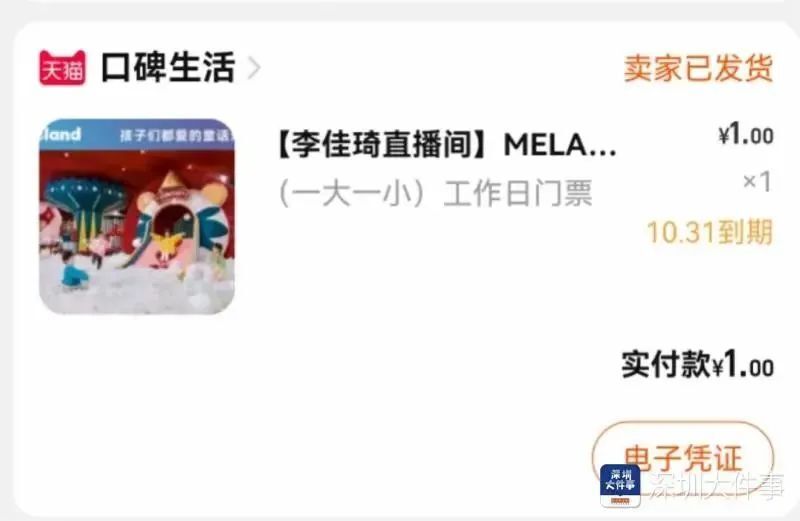 天猫 口碑生活 卖家已发货
land 孩子们都爱的童话
【李佳琦直播间】MELA... ¥1.00
（一大一小）工作日门票 ×1
10.31到期
实付款¥1.00
电子凭证
深圳
大件事
深圳大件事